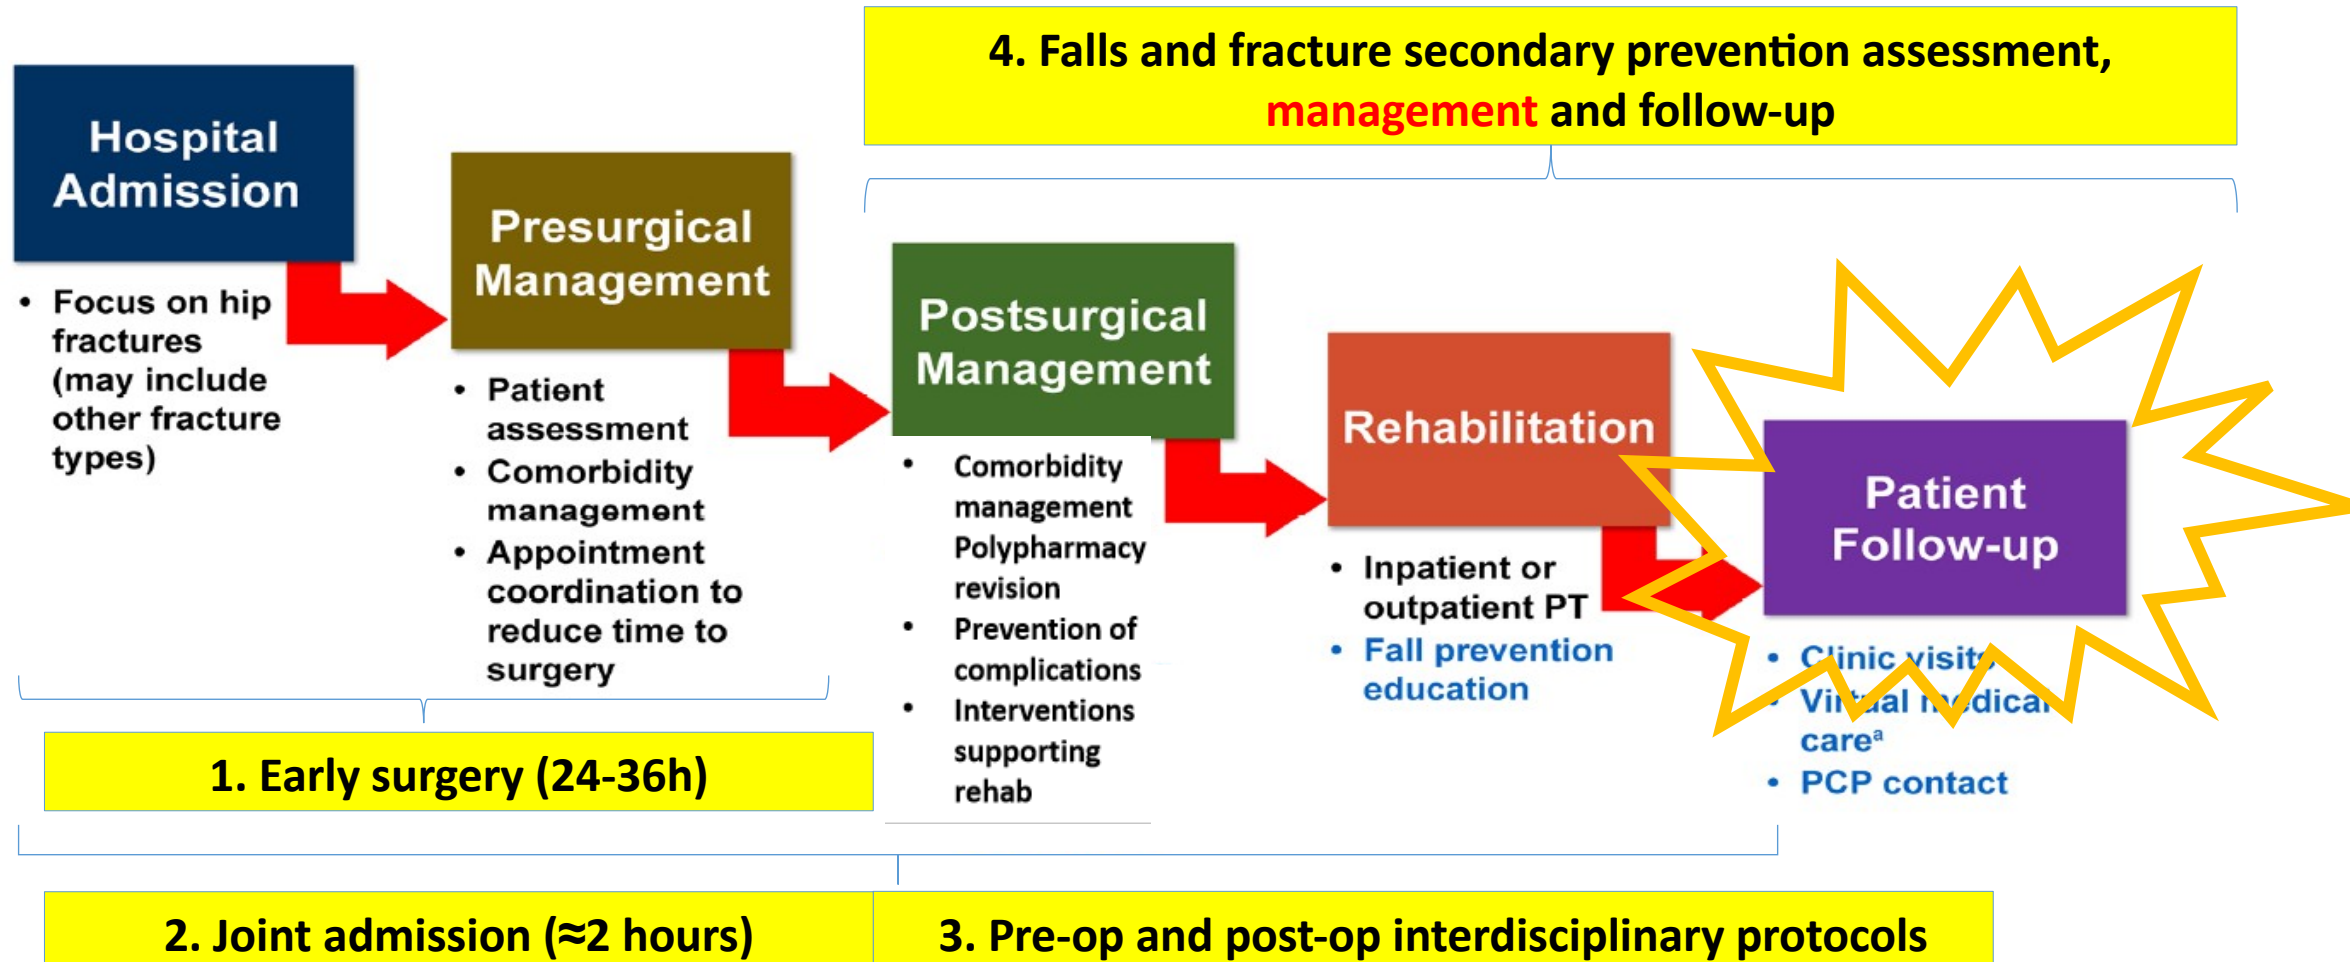 4. Falls and fracture secondary prevention assessment,
management and follow-up
Hospital
Admission
• Focus on hip
fractures
(may include
other fracture
types)
Presurgical
Management
• Patient
assessment
• Comorbidity
management
• Appointment
coordination to
reduce time to
surgery
Postsurgical
Management
• Comorbidity
management
Polypharmacy
revision
• Prevention of
complications
• Interventions
supporting
rehab
Rehabilitation
• Inpatient or
outpatient PT
• Fall prevention
education
Patient
Follow-up
• Clinic visits
• Virtual medical
careᵃ
• PCP contact
1. Early surgery (24-36h)
2. Joint admission (≈2 hours)
3. Pre-op and post-op interdisciplinary protocols